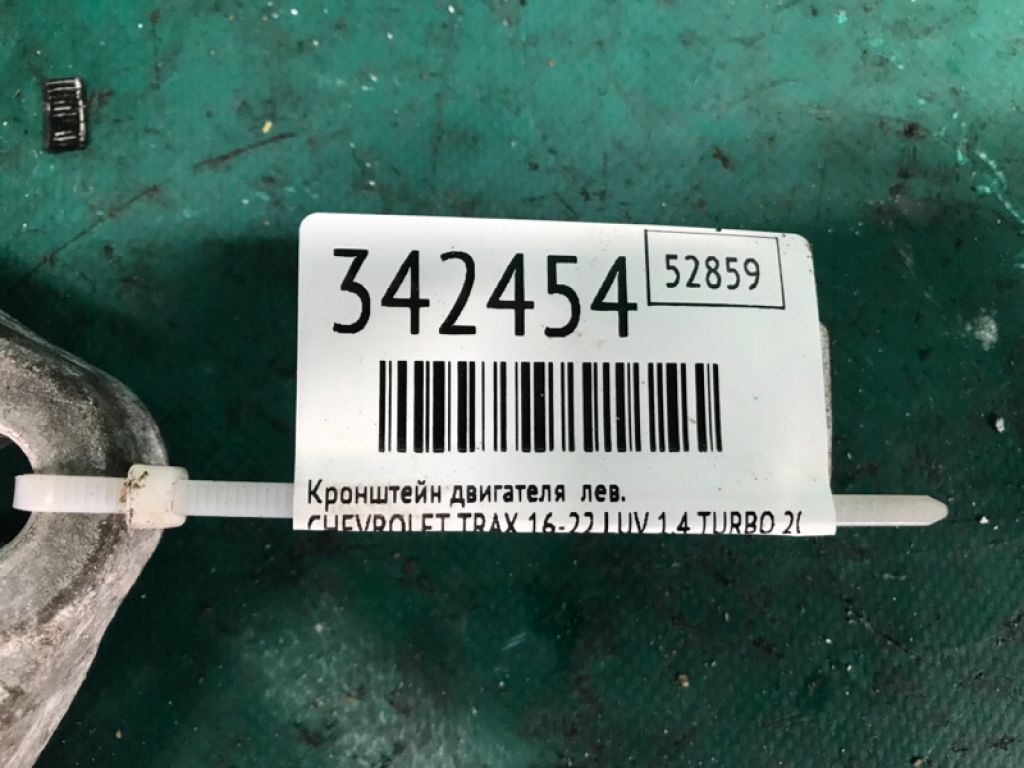 342454 52859
Кронштейн двигателя лев.
CHEVROLET TRAX 16-22 LUV 1.4 TURBO